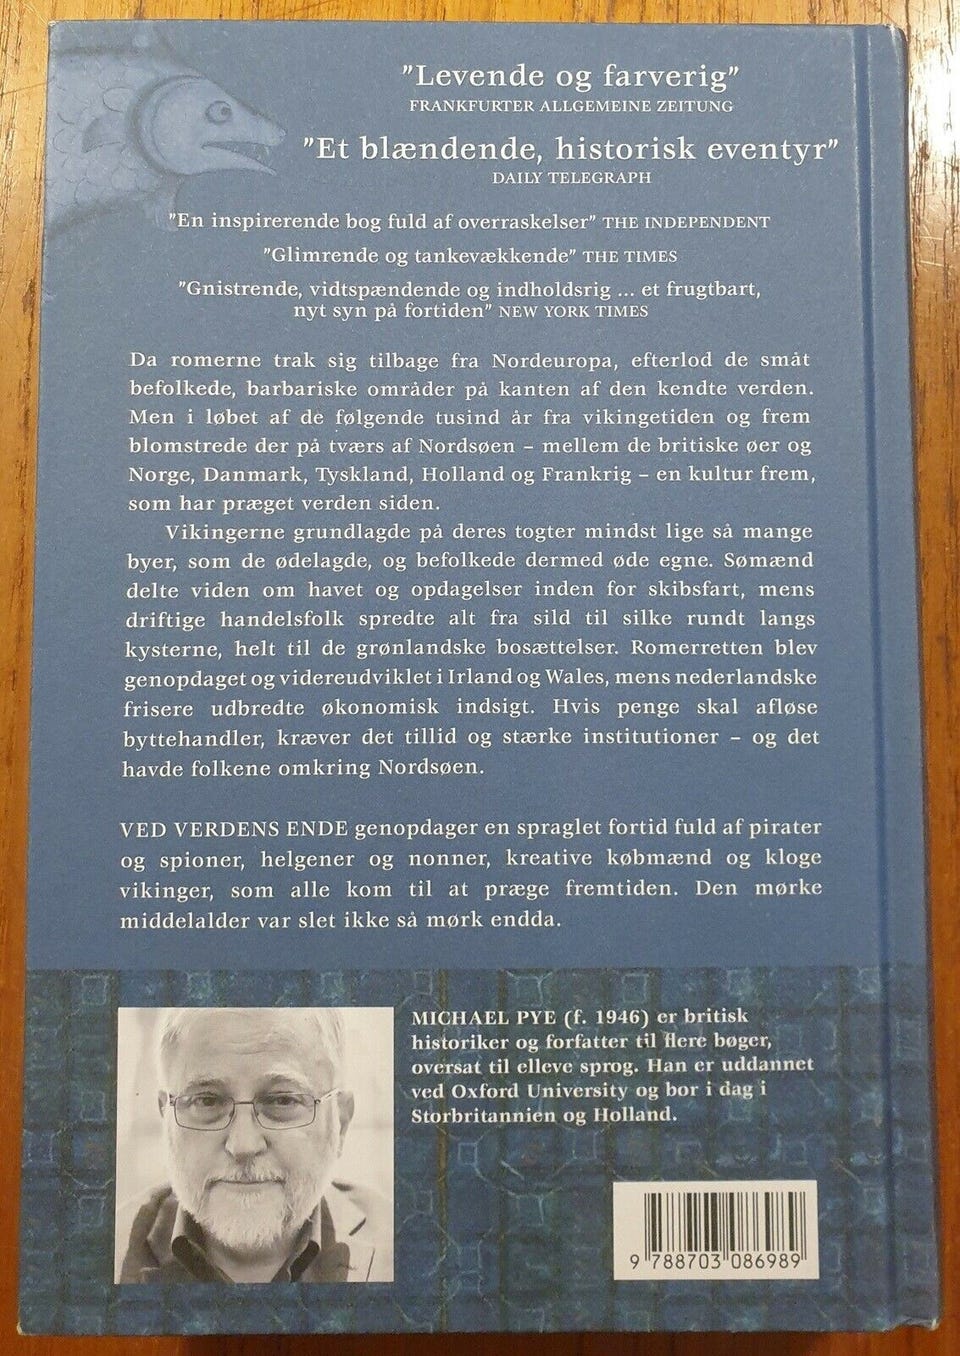 ”Levende og farverig”
FRANKFURTER ALLGEMEINE ZEITUNG
”Et blændende, historisk eventyr”
DAILY TELEGRAPH
”En inspirerende bog fuld af overraskelser” THE INDEPENDENT
”Glimrende og tankevækkende” THE TIMES
”Gnistrende, vidtspændende og indholdsrig ... et frugtbart,
nyt syn på fortiden” NEW YORK TIMES
Da romerne trak sig tilbage fra Nordeuropa, efterlod de småt
befolkede, barbariske områder på kanten af den kendte verden.
Men i løbet af de følgende tusind år fra vikingetiden og frem
blomstrede der på tværs af Nordsøen – mellem de britiske øer og
Norge, Danmark, Tyskland, Holland og Frankrig – en kultur frem,
som har præget verden siden.
Vikingerne grundlagde på deres togter mindst lige så mange
byer, som de ødelagde, og befolkede dermed øde egne. Sømænd
delte viden om havet og opdagelser inden for skibsfart, mens
driftige handelsfolk spredte alt fra sild til silke rundt langs
kysterne, helt til de grønlandske bosættelser. Romerretten blev
genopdaget og videreudviklet i Irland og Wales, mens nederlandske
frisere udbredte økonomisk indsigt. Hvis penge skal afløse
byttehandler, kræver det tillid og stærke institutioner – og det
havde folkene omkring Nordsøen.
VED VERDENS ENDE genopdager en spraglet fortid fuld af pirater
og spioner, helgener og nonner, kreative købmænd og kloge
vikinger, som alle kom til at præge fremtiden. Den mørke
middelalder var slet ikke så mørk endda.
MICHAEL PYE (f. 1946) er britisk
historiker og forfatter til flere bøger,
oversat til elleve sprog. Han er uddannet
ved Oxford University og bor i dag i
Storbritannien og Holland.
9 788703 086989